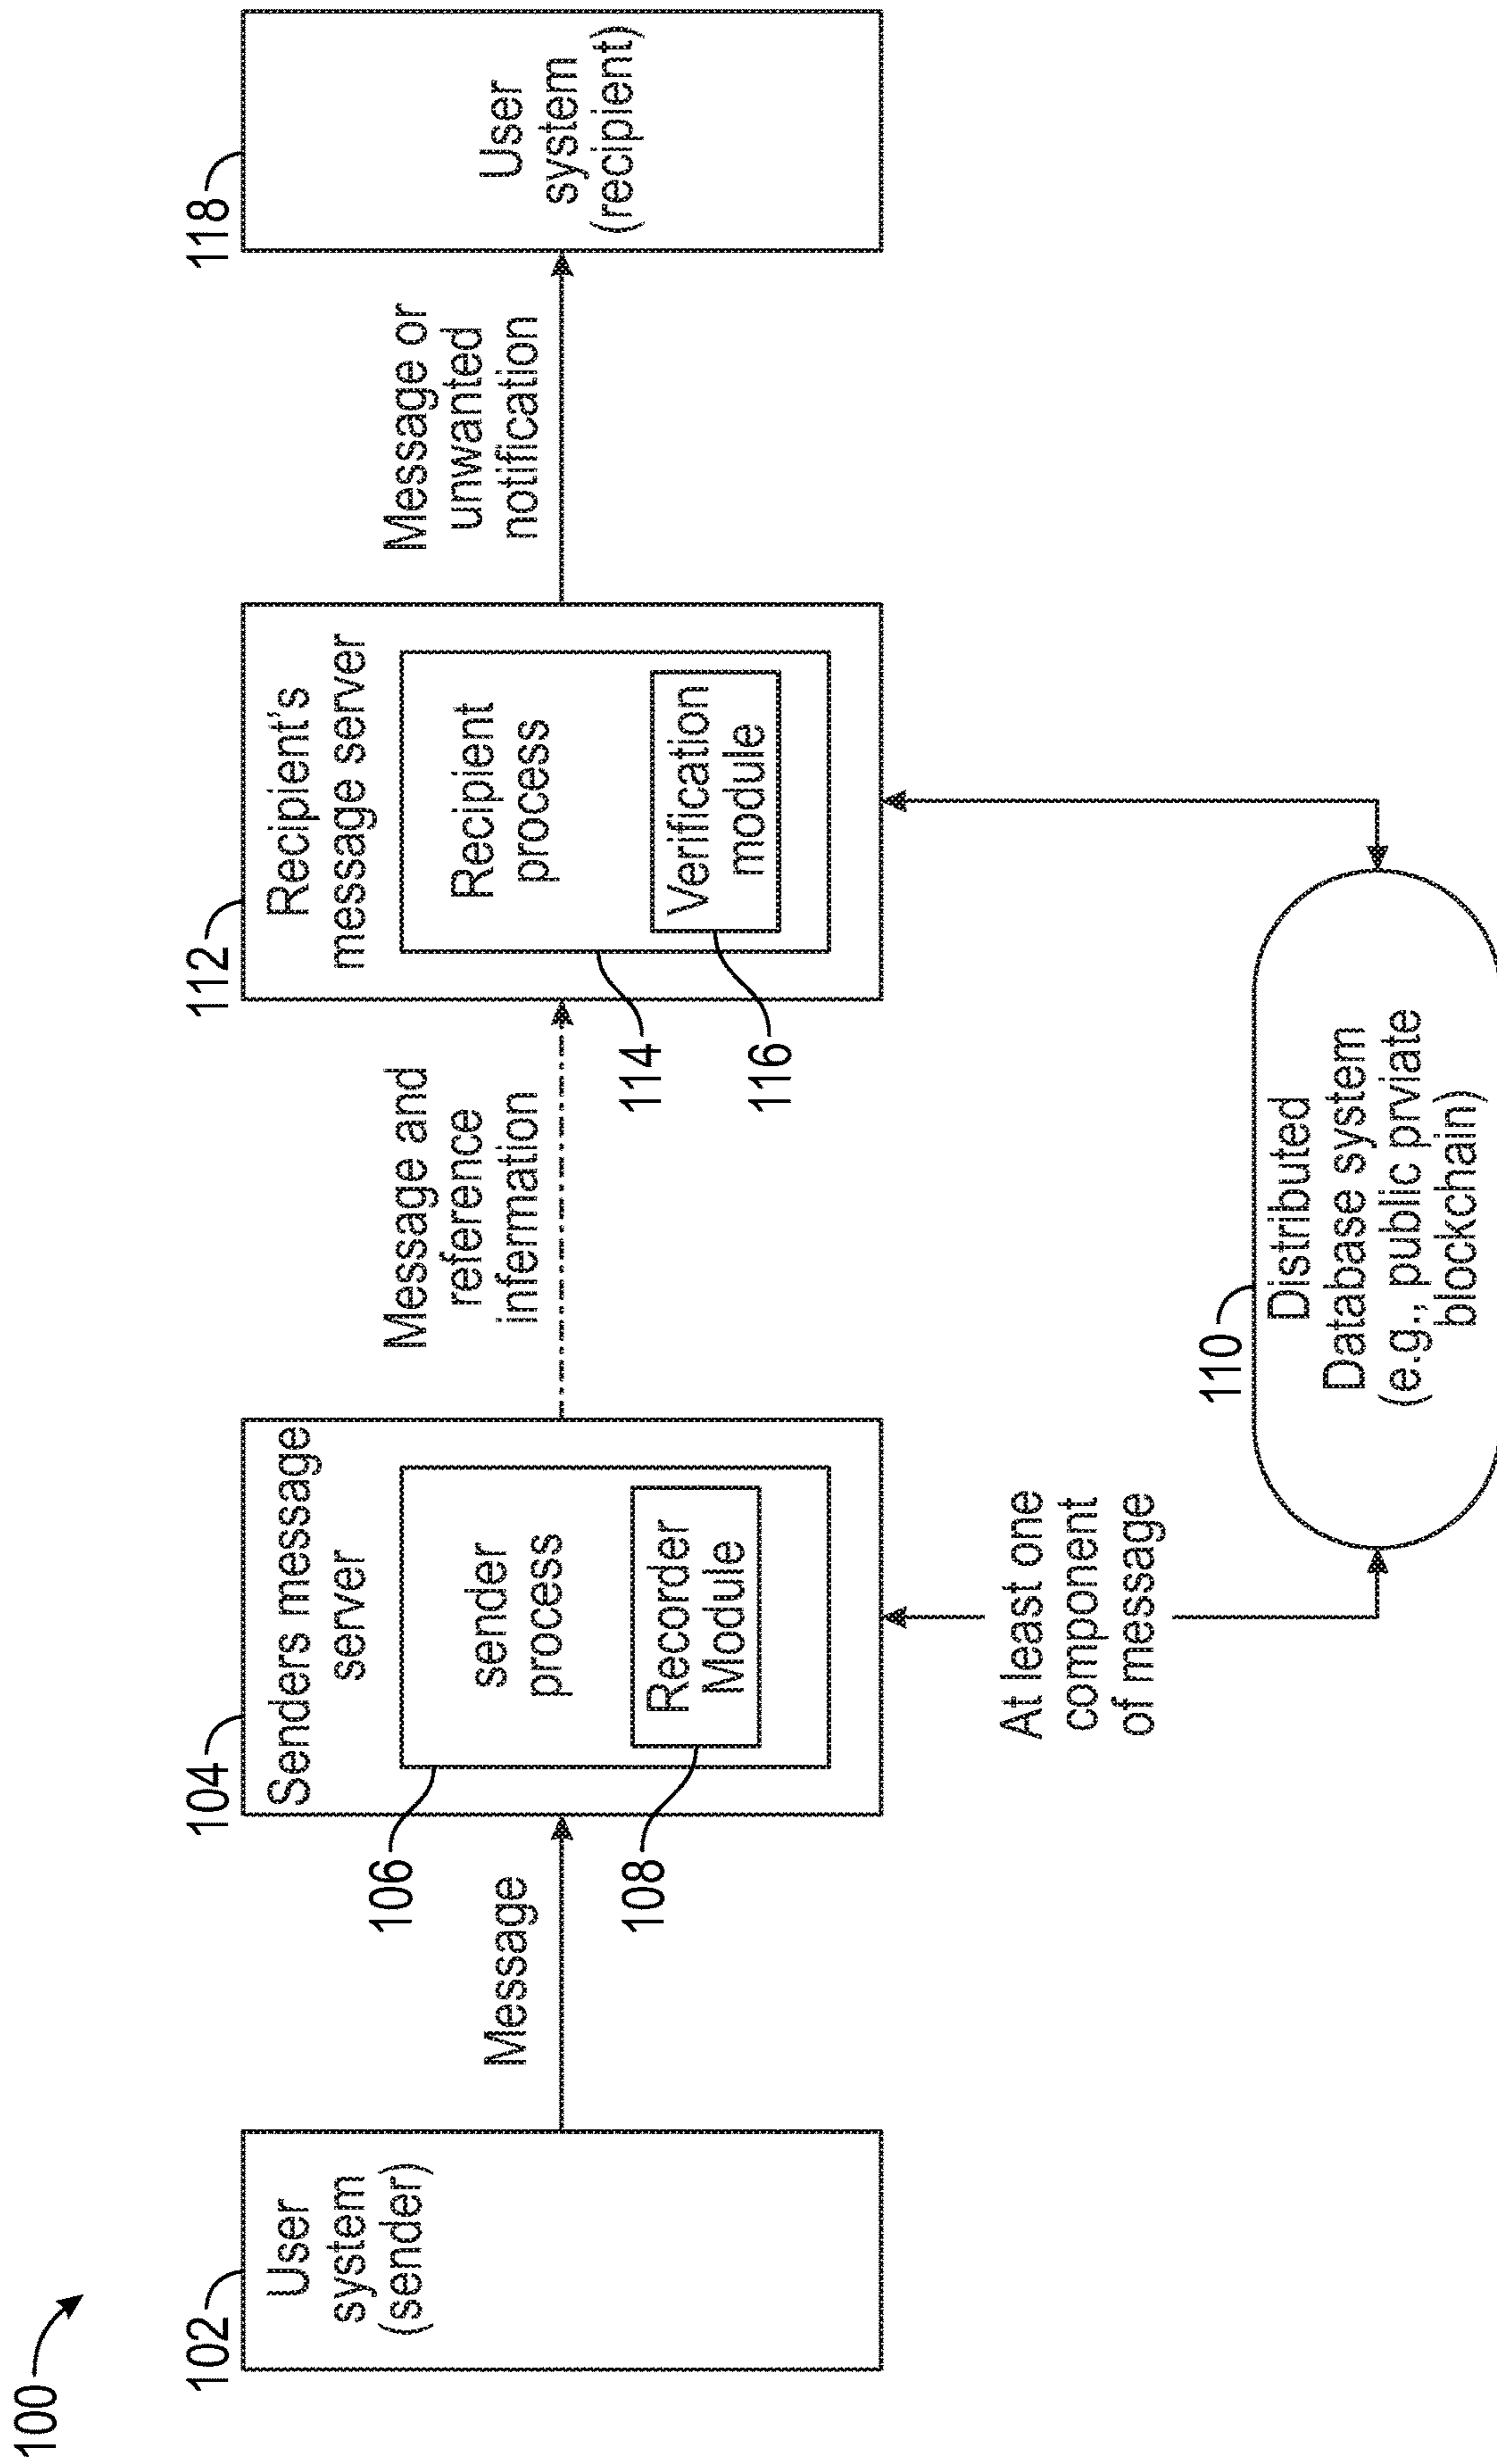 100
102
User
system
(sender)
Message
104
Senders message
server
106
sender
process
108
Recorder
Module
Message and
reference
infermation
112
Recipient's
message server
114
Recipient
process
116
Verification
module
Message or
unwanted
notification
118
User
system
(recipient)
At least one
component
of message
110
Distributed
Database system
(e.g., public prviate
blockchain)